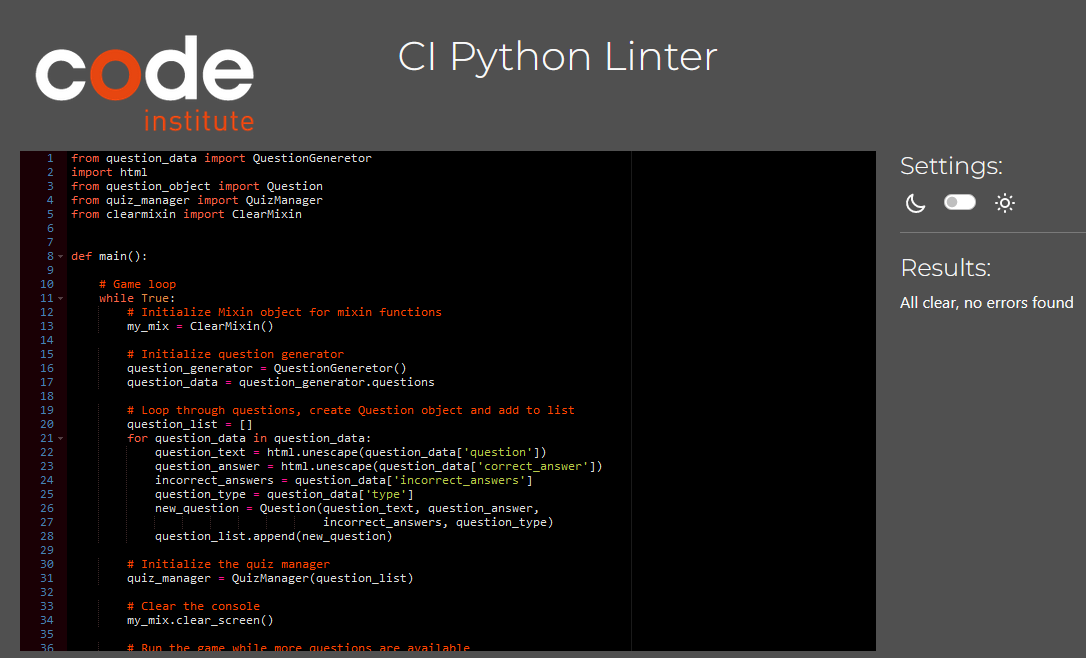 code
institute
CI Python Linter
1 from question_data import QuestionGeneretor
2 import html
3 from question_object import Question
4 from quiz_manager import QuizManager
5 from clearmixin import ClearMixin
6
7
8 def main():
9
10     # Game loop
11     while True:
12         # Initialize Mixin object for mixin functions
13         my_mix = ClearMixin()
14
15         # Initialize question generator
16         question_generator = QuestionGeneretor()
17         question_data = question_generator.questions
18
19         # Loop through questions, create Question object and add to list
20         question_list = []
21         for question_data in question_data:
22             question_text = html.unescape(question_data['question'])
23             question_answer = html.unescape(question_data['correct_answer'])
24             incorrect_answers = question_data['incorrect_answers']
25             question_type = question_data['type']
26             new_question = Question(question_text, question_answer,
27                                     incorrect_answers, question_type)
28             question_list.append(new_question)
29
30         # Initialize the quiz manager
31         quiz_manager = QuizManager(question_list)
32
33         # Clear the console
34         my_mix.clear_screen()
35
36         # Run the game while more questions are available
Settings:
Results:
All clear, no errors found